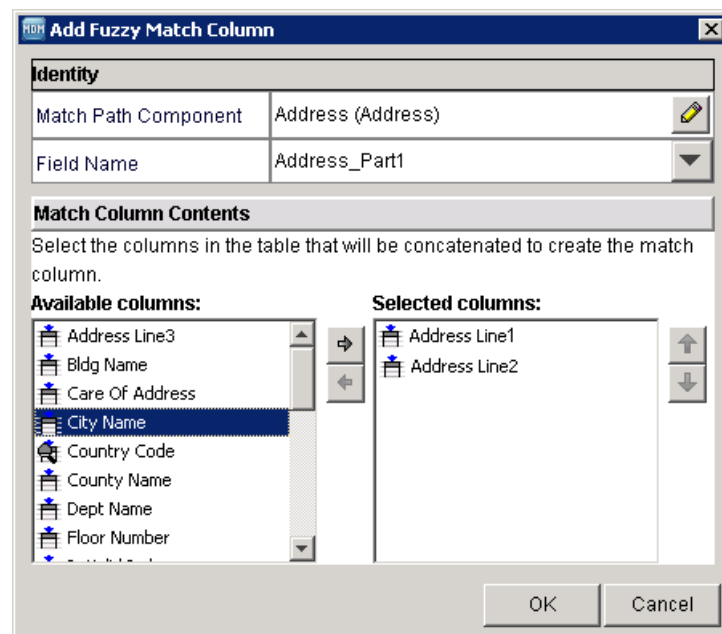 MDM Add Fuzzy Match Column
Identity
Match Path Component Address (Address)
Field Name Address_Part1
Match Column Contents
Select the columns in the table that will be concatenated to create the match
column.
Available columns: Selected columns:
Address Line3 Address Line1
Bldg Name Address Line2
Care Of Address
City Name
Country Code
County Name
Dept Name
Floor Number
OK Cancel